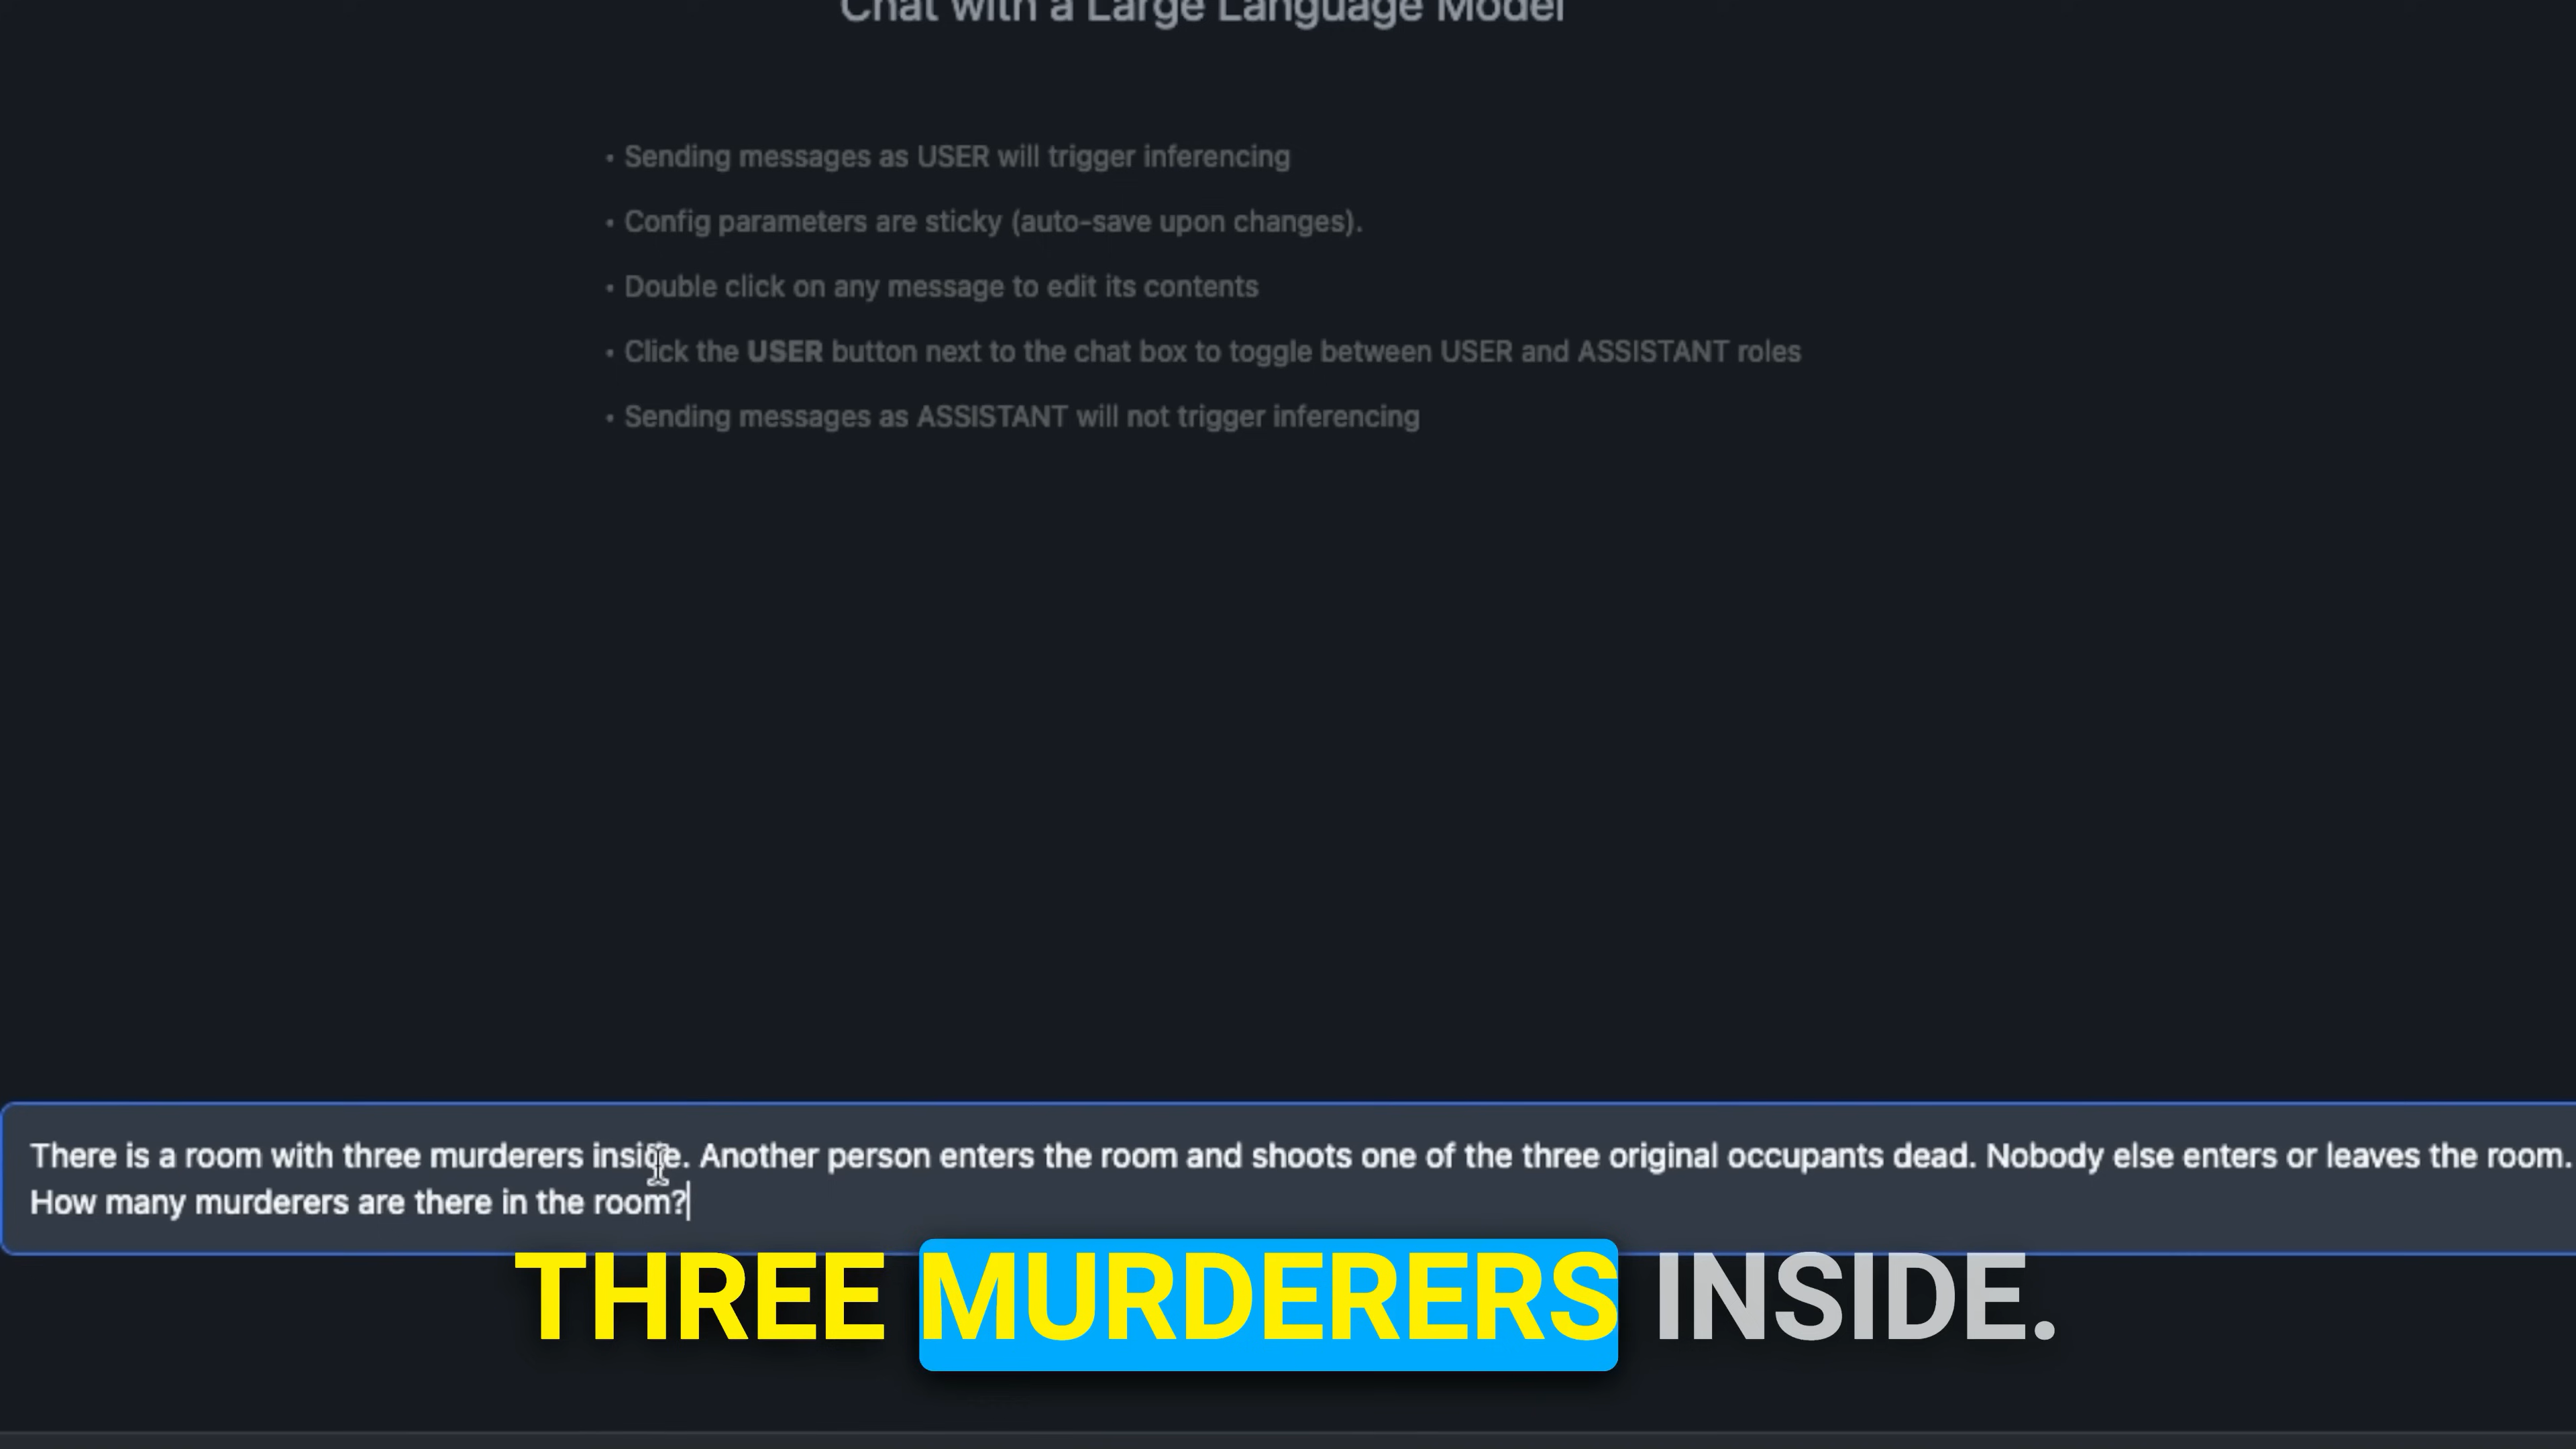 Chat with a Large Language Model
• Sending messages as USER will trigger inferencing
• Config parameters are sticky (auto-save upon changes).
• Double click on any message to edit its contents
• Click the USER button next to the chat box to toggle between USER and ASSISTANT roles
• Sending messages as ASSISTANT will not trigger inferencing
There is a room with three murderers inside. Another person enters the room and shoots one of the three original occupants dead. Nobody else enters or leaves the room.
How many murderers are there in the room?
THREE MURDERERS INSIDE.